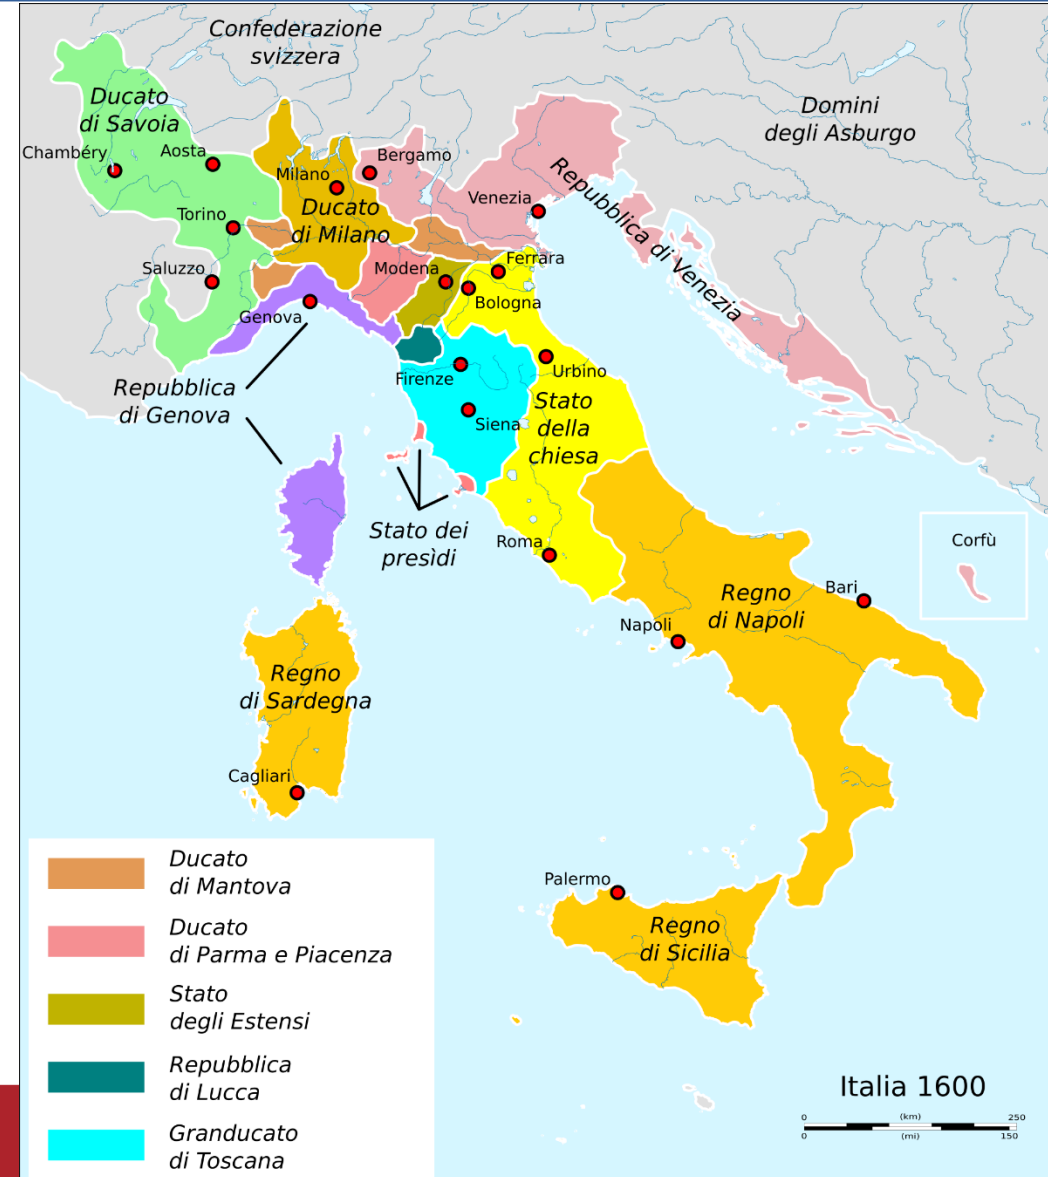 Confederazione
svizzera
Ducato
di Savoia
Domini
degli Asburgo
Chambéry
Aosta
Bergamo
Milano
Ducato
di Milano
Venezia
Repubblica di Venezia
Torino
Saluzzo
Modena
Ferrara
Bologna
Genova
Repubblica
di Genova
Firenze
Urbino
Siena
Stato
della
chiesa
Stato dei
presìdi
Roma
Corfù
Regno
di Napoli
Bari
Napoli
Regno
di Sardegna
Cagliari
Palermo
Regno
di Sicilia
Ducato
di Mantova
Ducato
di Parma e Piacenza
Stato
degli Estensi
Repubblica
di Lucca
Granducato
di Toscana
Italia 1600
0 (km) 250
0 (mi) 150